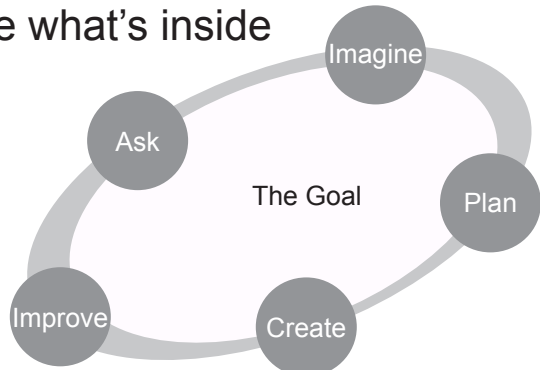 e what’s inside
Imagine
Ask
The Goal
Plan
Improve
Create